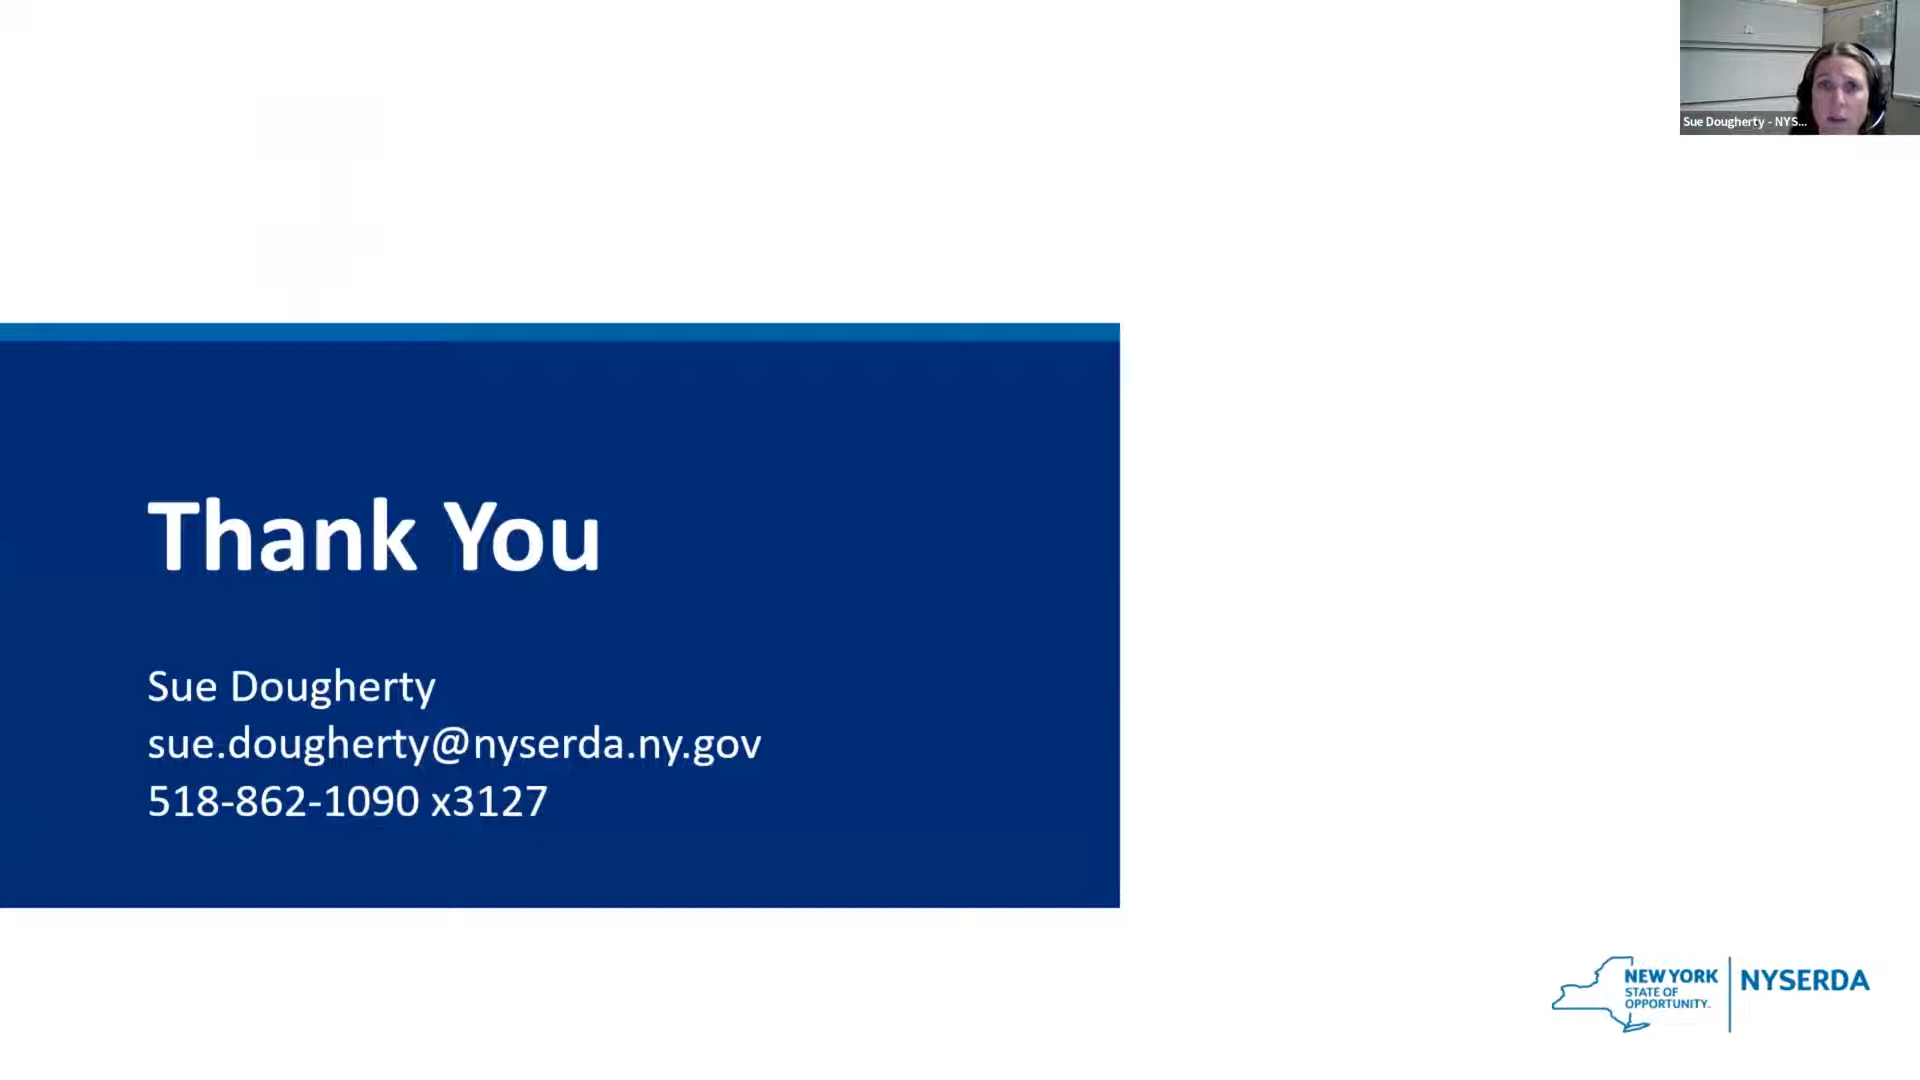 Sue Dougherty - NYS...
Thank You
Sue Dougherty
sue.dougherty@nyserda.ny.gov
518-862-1090 x3127
NEW YORK
STATE OF
OPPORTUNITY.
NYSERDA